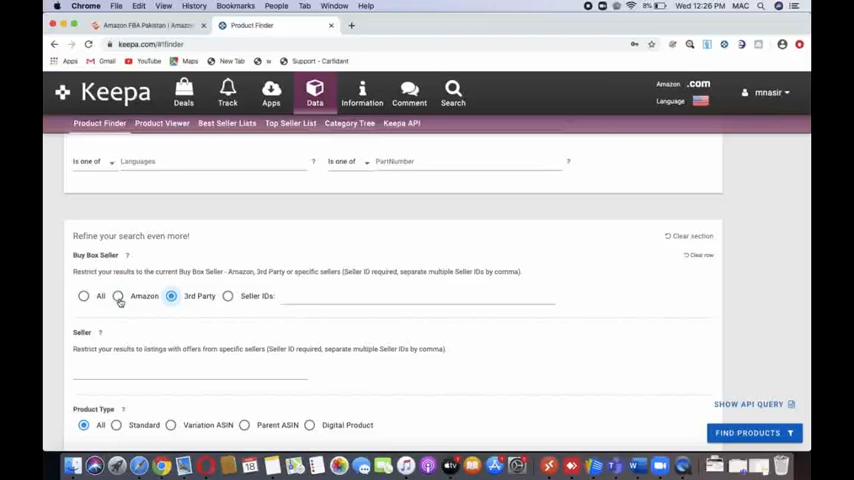 Chrome File Edit View History Bookmarks People Tab Window Help 8% Wed 12:26 PM MAC
Amazon FBA Pakistan | Amazon
Product Finder
keepa.com/#!finder
Apps Gmail YouTube Maps New Tab w Support - Carfidant
Keepa Deals Track Apps Data Information Comment Search Amazon .com
Language mnasir
Product Finder Product Viewer Best Seller Lists Top Seller List Category Tree Keepa API
Is one of Languages ? Is one of PartNumber ?
Refine your search even more! Clear section
Buy Box Seller ? Clear row
Restrict your results to the current Buy Box Seller - Amazon, 3rd Party or specific sellers (Seller ID required, separate multiple Seller IDs by comma).
All Amazon 3rd Party Seller IDs:
Seller ?
Restrict your results to listings with offers from specific sellers (Seller ID required, separate multiple Seller IDs by comma).
SHOW API QUERY
Product Type ?
All Standard Variation ASIN Parent ASIN Digital Product
FIND PRODUCTS